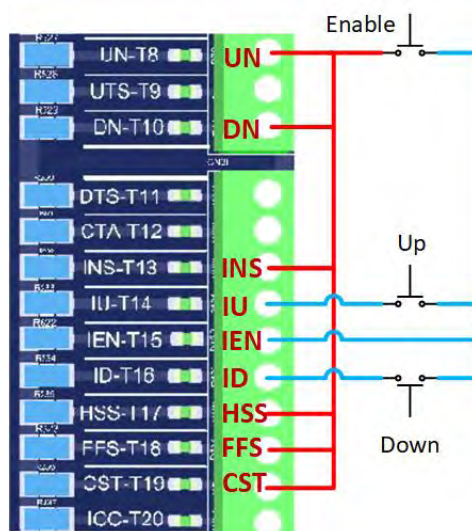 Enable
UN-T8 UN
UTS-T9
DN-T10 DN
DTS-T11
CTA-T12
INS-T13 INS
Up
IU-T14 IU
IEN-T15 IEN
ID-T16 ID
HSS-T17 HSS
Down
FFS-T18 FFS
CST-T19 CST
ICC-T20